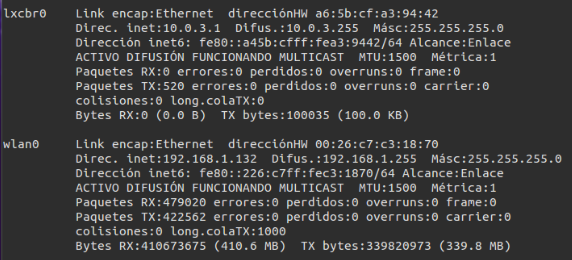 lxcbr0 Link encap:Ethernet direcciónHW a6:5b:cf:a3:94:42
Direc. inet:10.0.3.1 Difus.:10.0.3.255 Másc:255.255.255.0
Dirección inet6: fe80::a45b:cfff:fea3:9442/64 Alcance:Enlace
ACTIVO DIFUSIÓN FUNCIONANDO MULTICAST MTU:1500 Métrica:1
Paquetes RX:0 errores:0 perdidos:0 overruns:0 frame:0
Paquetes TX:520 errores:0 perdidos:0 overruns:0 carrier:0
colisiones:0 long.colaTX:0
Bytes RX:0 (0.0 B) TX bytes:100035 (100.0 KB)
wlan0 Link encap:Ethernet direcciónHW 00:26:c7:c3:18:70
Direc. inet:192.168.1.132 Difus.:192.168.1.255 Másc:255.255.255.0
Dirección inet6: fe80::226:c7ff:fec3:1870/64 Alcance:Enlace
ACTIVO DIFUSIÓN FUNCIONANDO MULTICAST MTU:1500 Métrica:1
Paquetes RX:479020 errores:0 perdidos:0 overruns:0 frame:0
Paquetes TX:422562 errores:0 perdidos:0 overruns:0 carrier:0
colisiones:0 long.colaTX:1000
Bytes RX:410673675 (410.6 MB) TX bytes:339820973 (339.8 MB)